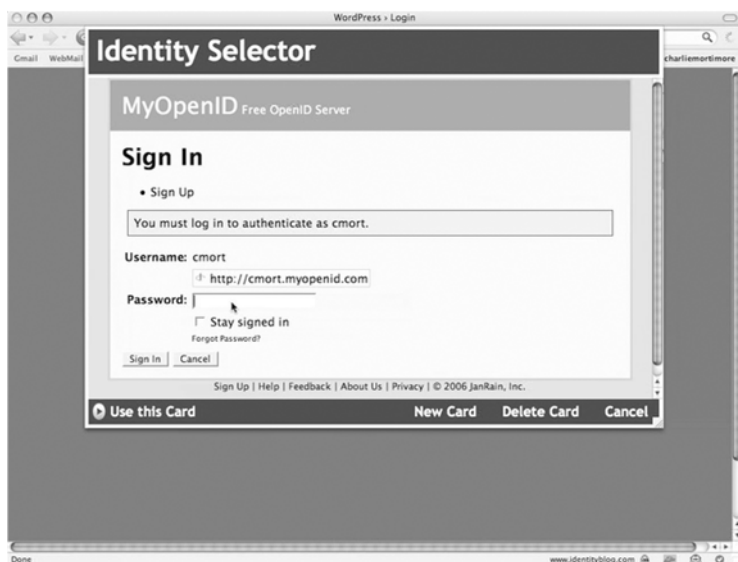 WordPress › Login
Gmail WebMail
charliemortimore
Identity Selector
MyOpenID Free OpenID Server
Sign In
• Sign Up
You must log in to authenticate as cmort.
Username: cmort
http://cmort.myopenid.com
Password:
Stay signed in
Forgot Password?
Sign In Cancel
Sign Up | Help | Feedback | About Us | Privacy | © 2006 JanRain, Inc.
Use this Card New Card Delete Card Cancel
Done www.identityblog.com